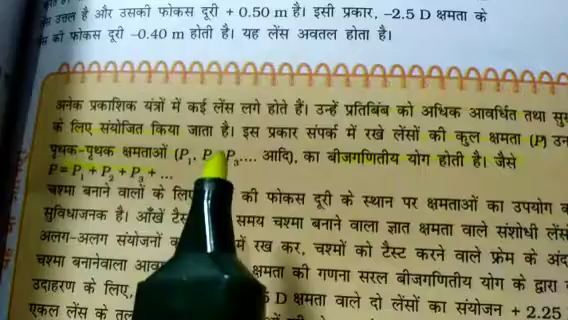 उत्तल है और उसकी फोकस दूरी + 0.50 m है। इसी प्रकार, –2.5 D क्षमता के
की फोकस दूरी –0.40 m होती है। यह लेंस अवतल होता है।
अनेक प्रकाशिक यंत्रों में कई लेंस लगे होते हैं। उन्हें प्रतिबिंब को अधिक आवर्धित तथा
के लिए संयोजित किया जाता है। इस प्रकार संपर्क में रखे लेंसों की कुल क्षमता (P)
पृथक-पृथक क्षमताओं (P₁, P P₃.... आदि), का बीजगणितीय योग होती है। जैसे
P = P₁ + P₂ + P₃ + ...
चश्मा बनाने वालों के की फोकस दूरी के स्थान पर क्षमताओं का उपयोग
सुविधाजनक है। आँखें समय चश्मा बनाने वाला ज्ञात क्षमता वाले संशोधी
अलग-अलग संयोजनों में रख कर, चश्मों को टैस्ट करने वाले फ्रेम के
चश्मा बनानेवाला क्षमता की गणना सरल बीजगणितीय योग के द्वारा
उदाहरण के लिए, D क्षमता वाले दो लेंसों का संयोजन + 2.25
एकल लेंस के